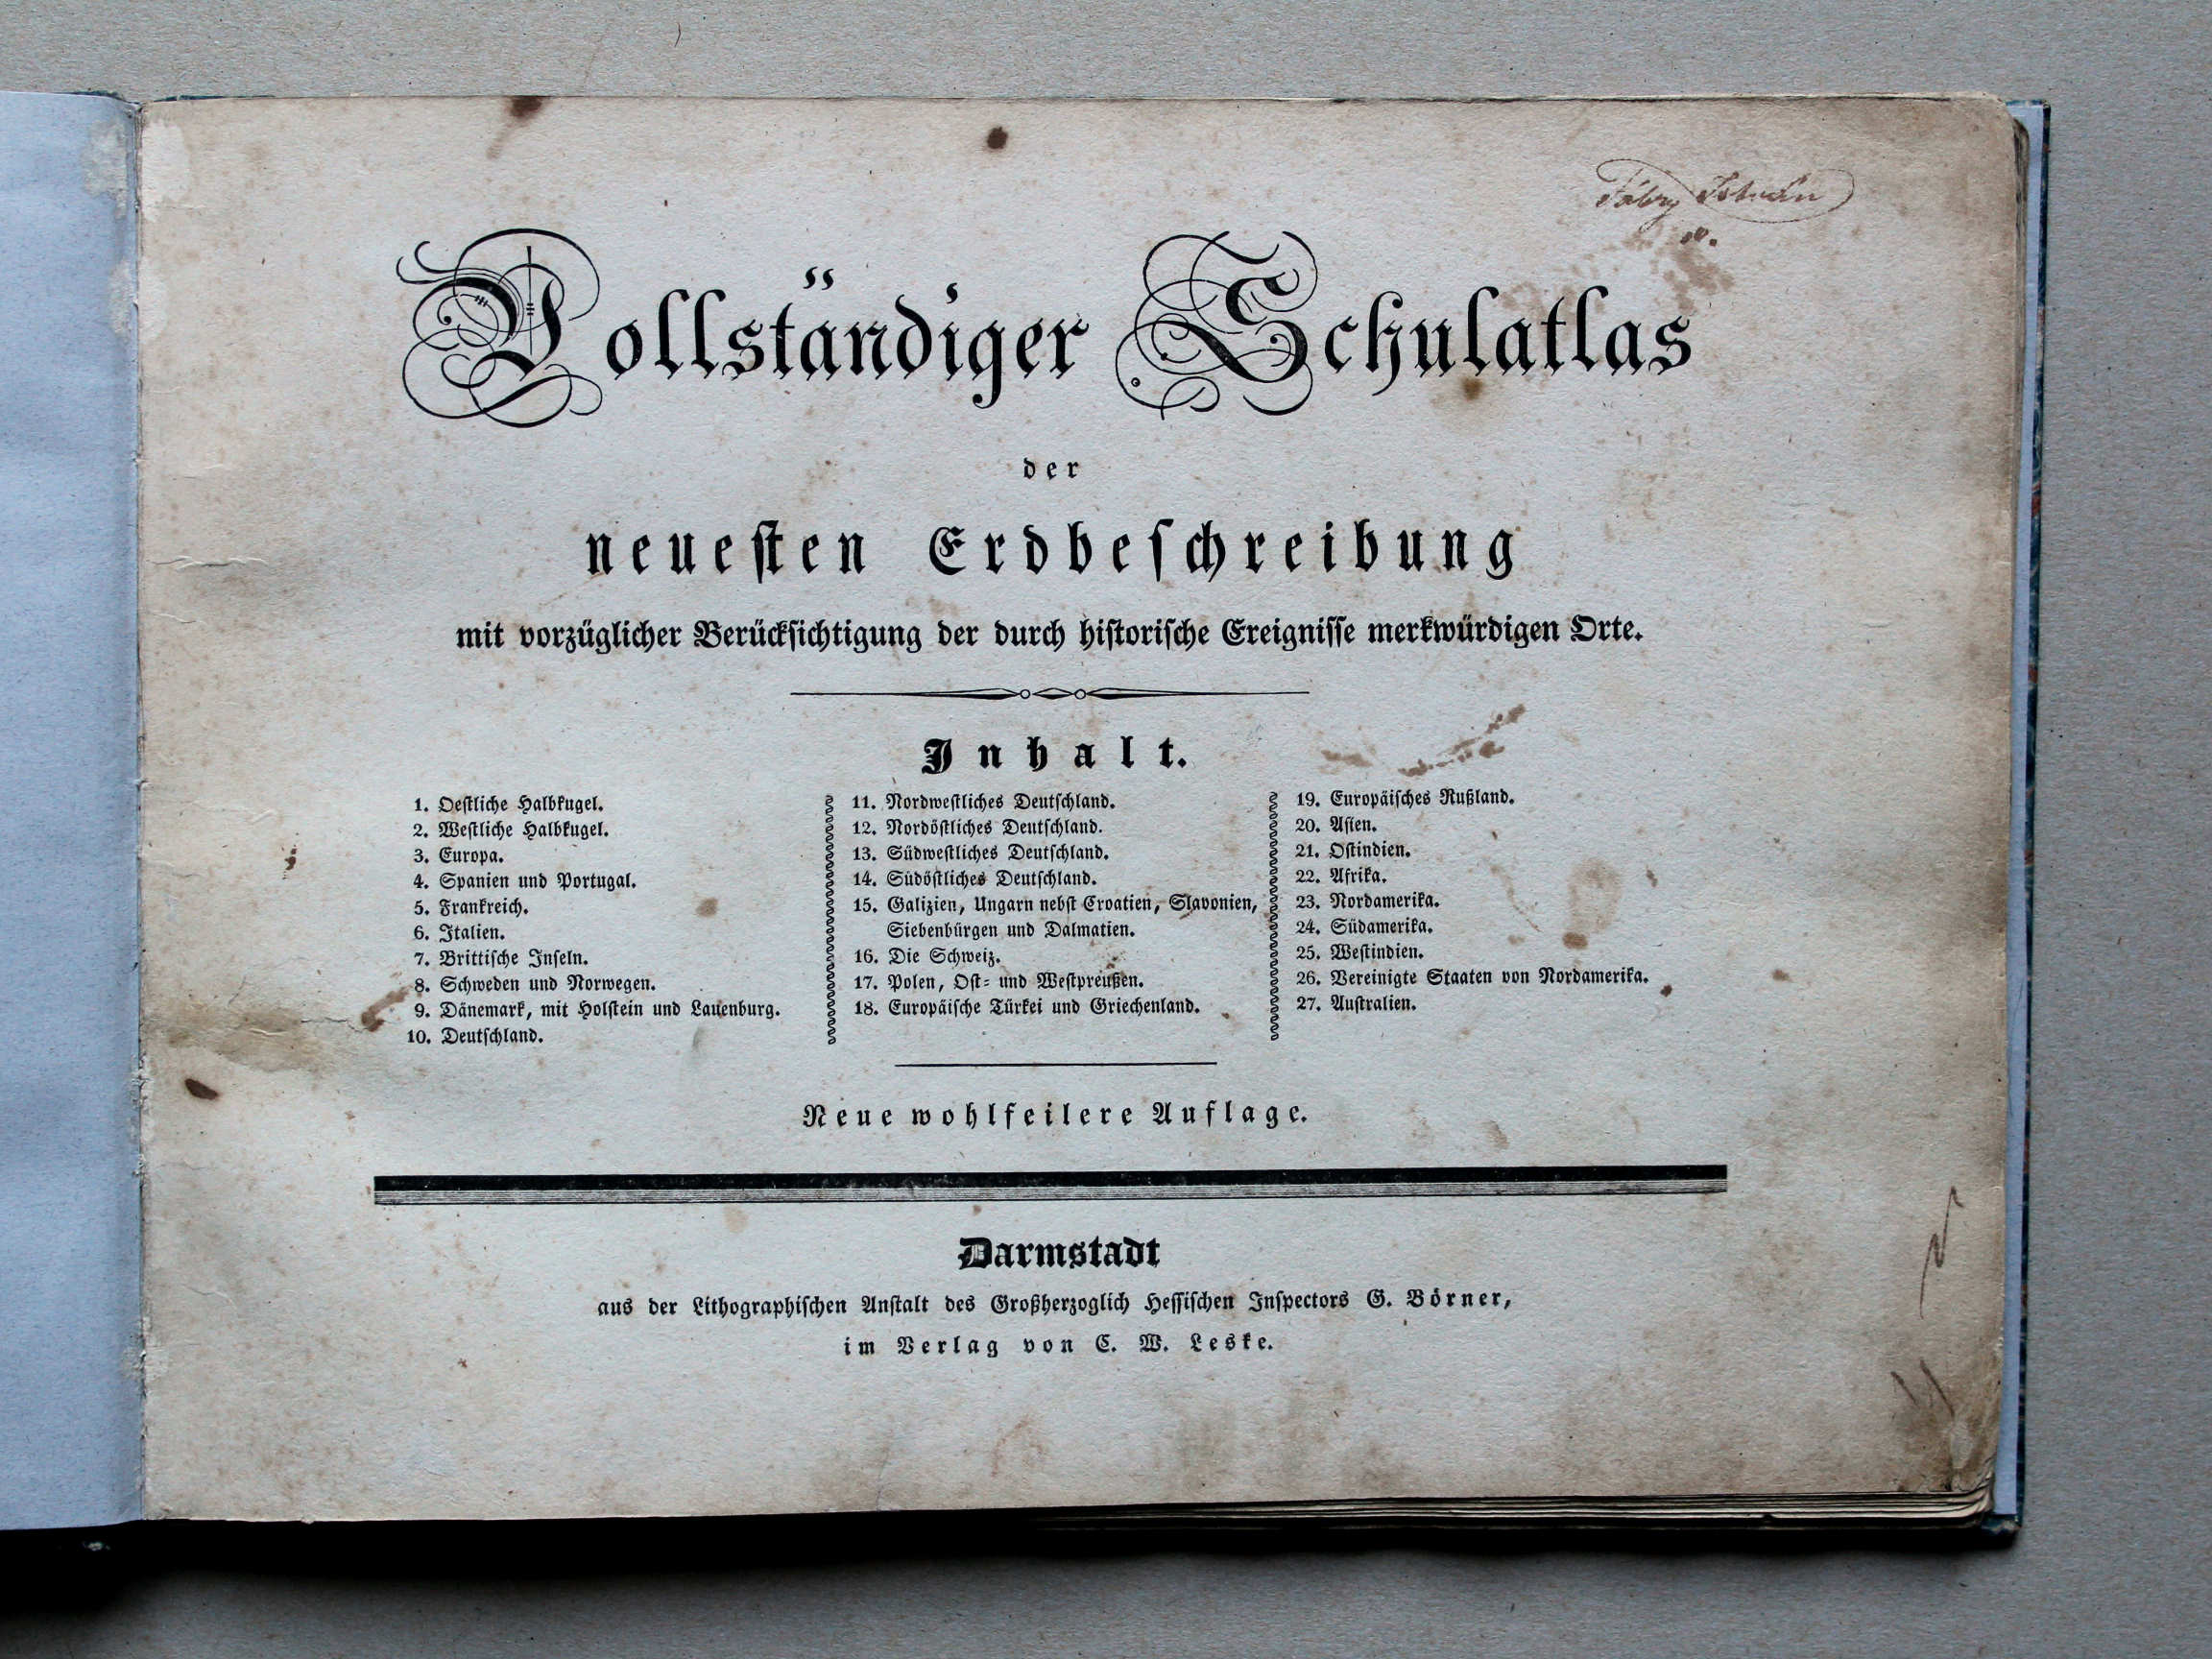 Fábry István
Vollständiger Schulatlas
der
neuesten Erdbeschreibung
mit vorzüglicher Berücksichtigung der durch historische Ereignisse merkwürdigen Orte.
Inhalt.
1. Oestliche Halbkugel.
2. Westliche Halbkugel.
3. Europa.
4. Spanien und Portugal.
5. Frankreich.
6. Italien.
7. Brittische Inseln.
8. Schweden und Norwegen.
9. Dänemark, mit Holstein und Lauenburg.
10. Deutschland.
11. Nordwestliches Deutschland.
12. Nordöstliches Deutschland.
13. Südwestliches Deutschland.
14. Südöstliches Deutschland.
15. Galizien, Ungarn nebst Croatien, Slavonien,
Siebenbürgen und Dalmatien.
16. Die Schweiz.
17. Polen, Ost- und Westpreußen.
18. Europäische Türkei und Griechenland.
19. Europäisches Rußland.
20. Asien.
21. Ostindien.
22. Afrika.
23. Nordamerika.
24. Südamerika.
25. Westindien.
26. Vereinigte Staaten von Nordamerika.
27. Australien.
Neue wohlfeilere Auflage.
Darmstadt
aus der Lithographischen Anstalt des Großherzoglich Hessischen Inspectors G. Börner,
im Verlag von C. W. Leske.